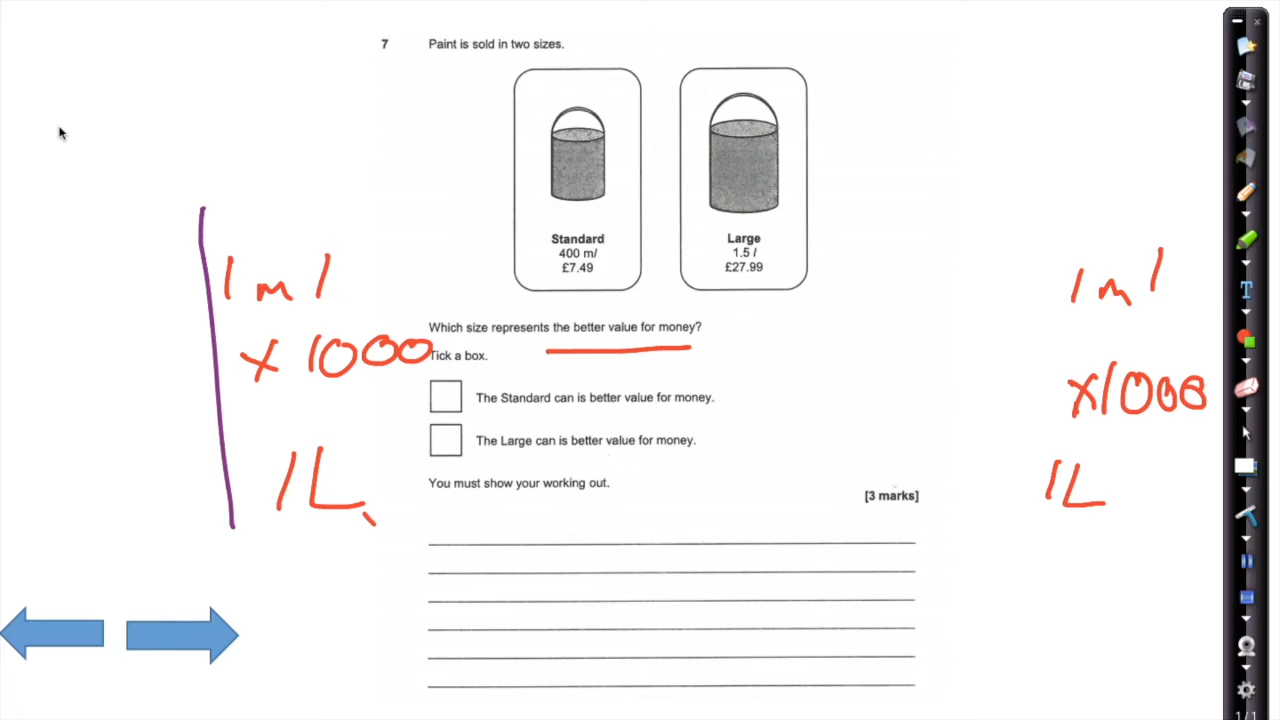 7 Paint is sold in two sizes.
Standard
400 ml
£7.49
Large
1.5 l
£27.99
1 ml
x 1000
1L
Which size represents the better value for money?
Tick a box.
The Standard can is better value for money.
The Large can is better value for money.
You must show your working out.
[3 marks]
1 ml
x1000
1L
T
1/1